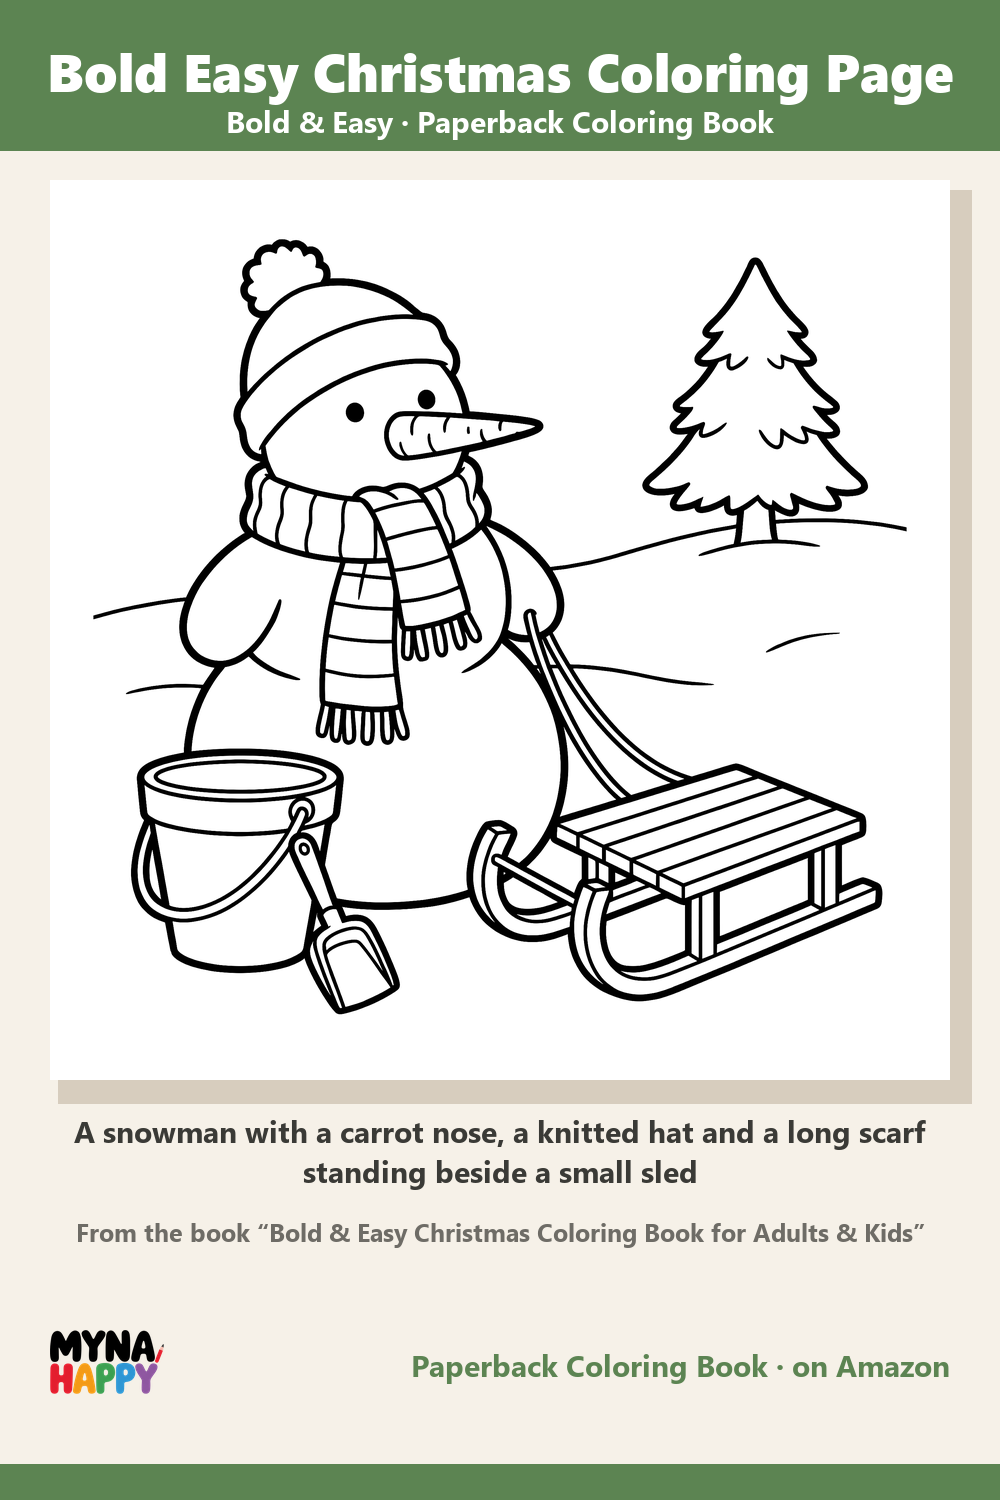 Bold Easy Christmas Coloring Page
Bold & Easy · Paperback Coloring Book
A snowman with a carrot nose, a knitted hat and a long scarf
standing beside a small sled
From the book “Bold & Easy Christmas Coloring Book for Adults & Kids”
MYNA
HAPPY
Paperback Coloring Book · on Amazon